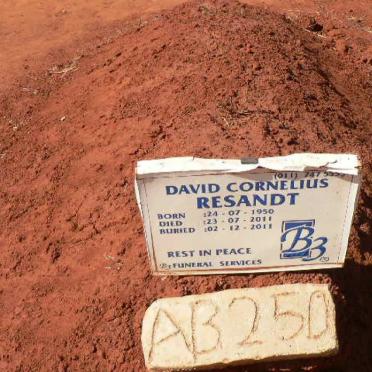 DAVID CORNELIUS
RESANDT
BORN :24 - 07 - 1950
DIED :23 - 07 - 2011
BURIED :02 - 12 - 2011
B3
REST IN PEACE
B3 FUNERAL SERVICES
AB250